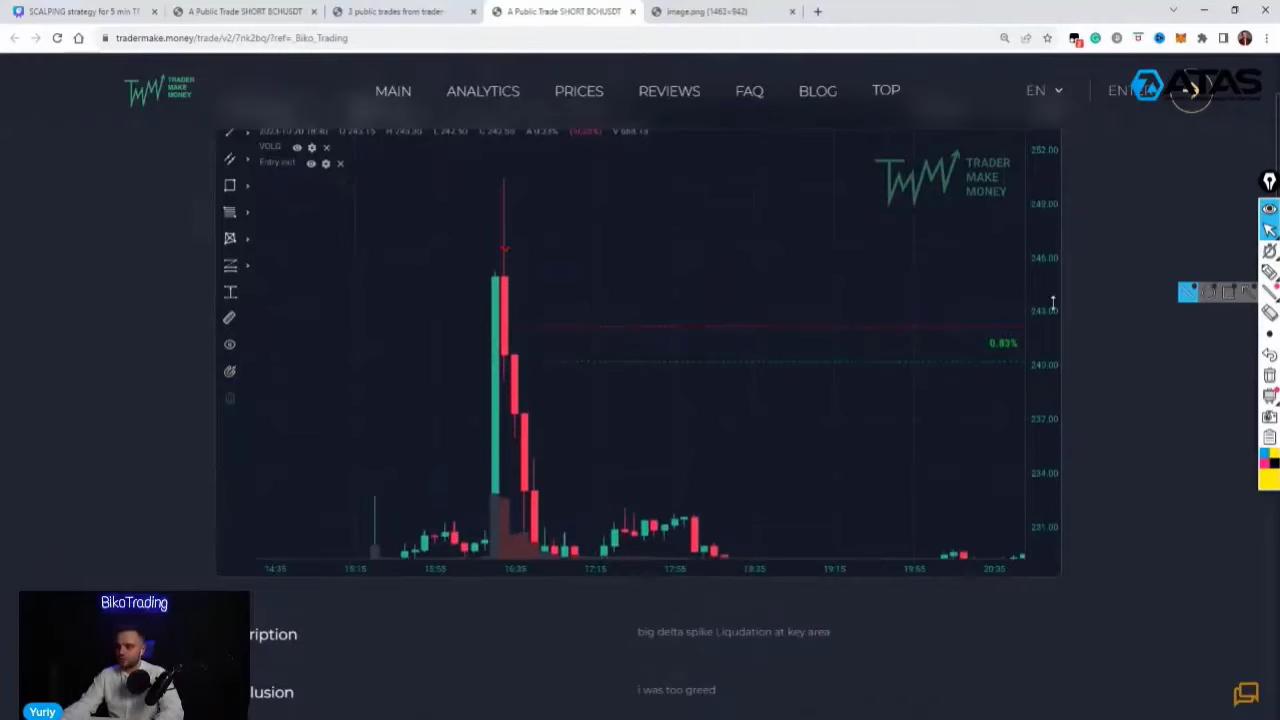 SCALPING strategy for 5 min T
A Public Trade SHORT BCHUSDT
3 public trades from trader
A Public Trade SHORT BCHUSDT
image.png (1462×942)
tradermake.money/trade/v2/7nk2bq/?ref=_Biko_Trading
TMM TRADER MAKE MONEY
MAIN
ANALYTICS
PRICES
REVIEWS
FAQ
BLOG
TOP
EN
ATAS
VOLG
Entry
TMM TRADER
MAKE
MONEY
252.00
249.00
246.00
243.00
0.83%
240.00
237.00
234.00
231.00
14:35
15:15
15:55
16:35
17:15
17:55
18:35
19:15
19:55
20:35
BikoTrading
ription
big delta spike Liqudation at key area
lusion
i was too greed
Yuriy